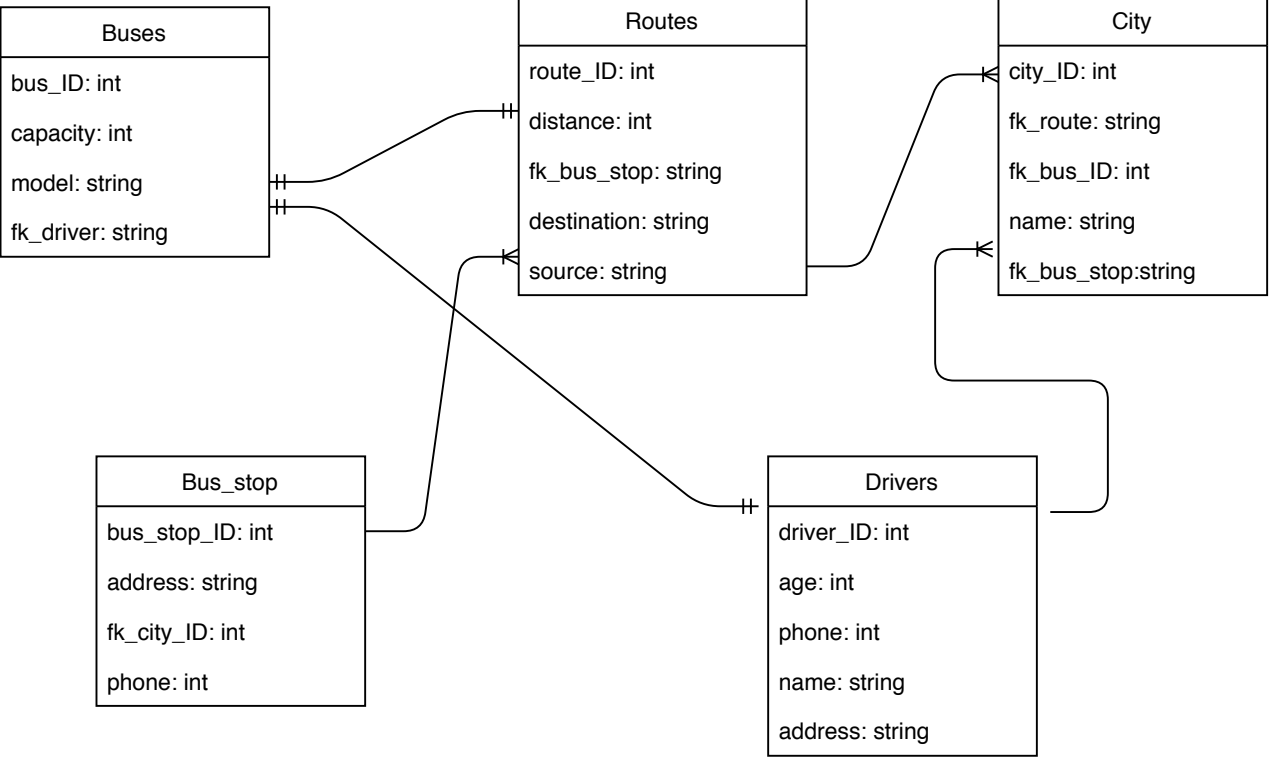 Buses
bus_ID: int
capacity: int
model: string
fk_driver: string
Routes
route_ID: int
distance: int
fk_bus_stop: string
destination: string
source: string
City
city_ID: int
fk_route: string
fk_bus_ID: int
name: string
fk_bus_stop:string
Bus_stop
bus_stop_ID: int
address: string
fk_city_ID: int
phone: int
Drivers
driver_ID: int
age: int
phone: int
name: string
address: string